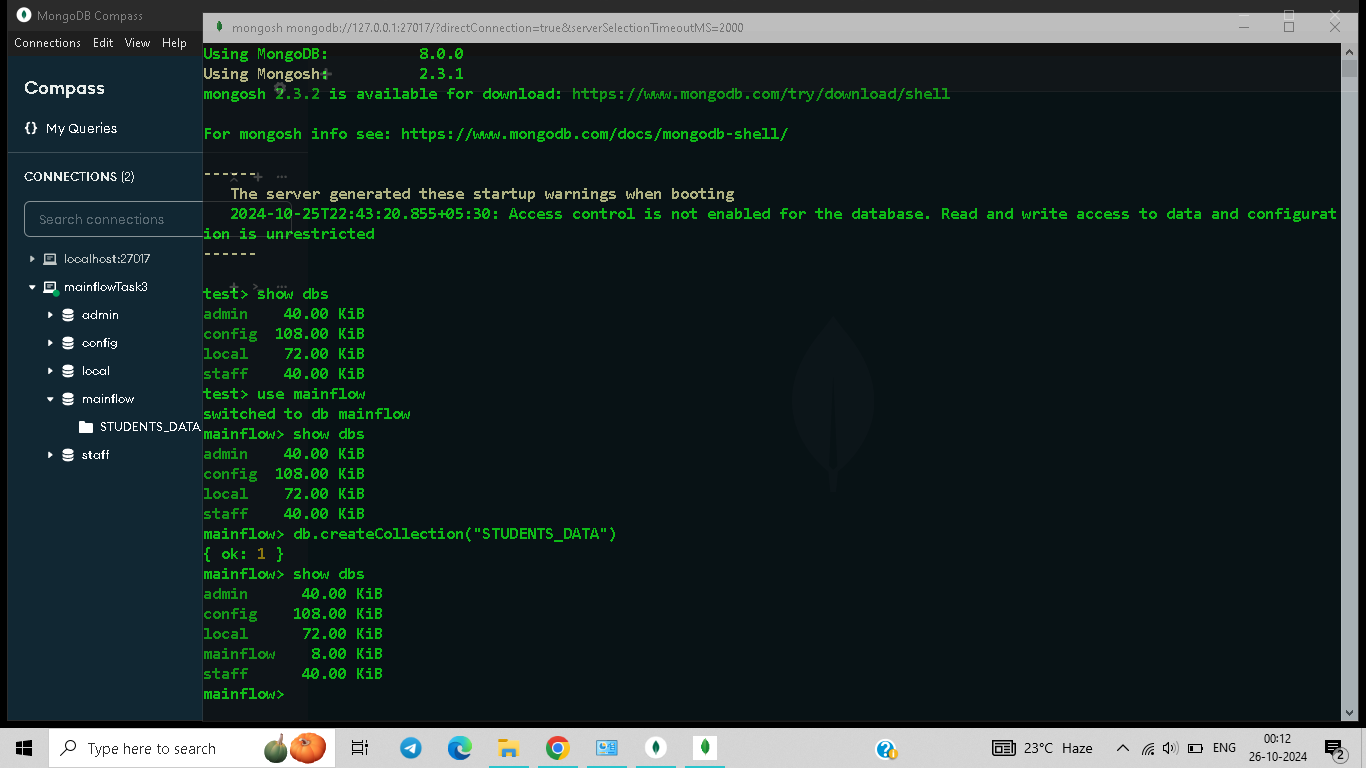 MongoDB Compass
Connections Edit View Help
Compass
My Queries
CONNECTIONS (2)
Search connections
localhost:27017
mainflowTask3
admin
config
local
mainflow
STUDENTS_DATA
staff
mongosh mongodb://127.0.0.1:27017/?directConnection=true&serverSelectionTimeoutMS=2000
Using MongoDB: 8.0.0
Using Mongosh: 2.3.1
mongosh 2.3.2 is available for download: https://www.mongodb.com/try/download/shell
For mongosh info see: https://www.mongodb.com/docs/mongodb-shell/
------
The server generated these startup warnings when booting
2024-10-25T22:43:20.855+05:30: Access control is not enabled for the database. Read and write access to data and configurat
ion is unrestricted
------
test> show dbs
admin 40.00 KiB
config 108.00 KiB
local 72.00 KiB
staff 40.00 KiB
test> use mainflow
switched to db mainflow
mainflow> show dbs
admin 40.00 KiB
config 108.00 KiB
local 72.00 KiB
staff 40.00 KiB
mainflow> db.createCollection("STUDENTS_DATA")
{ ok: 1 }
mainflow> show dbs
admin 40.00 KiB
config 108.00 KiB
local 72.00 KiB
mainflow 8.00 KiB
staff 40.00 KiB
mainflow>
Type here to search
23°C Haze
ENG
00:12
26-10-2024
2